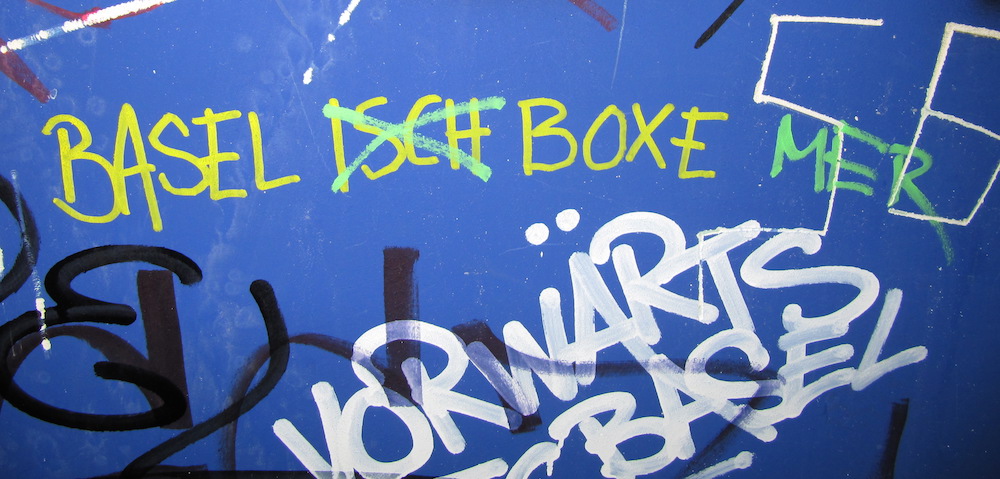 BASEL ISCH BOXE MER
VORWÄRTS
BASEL